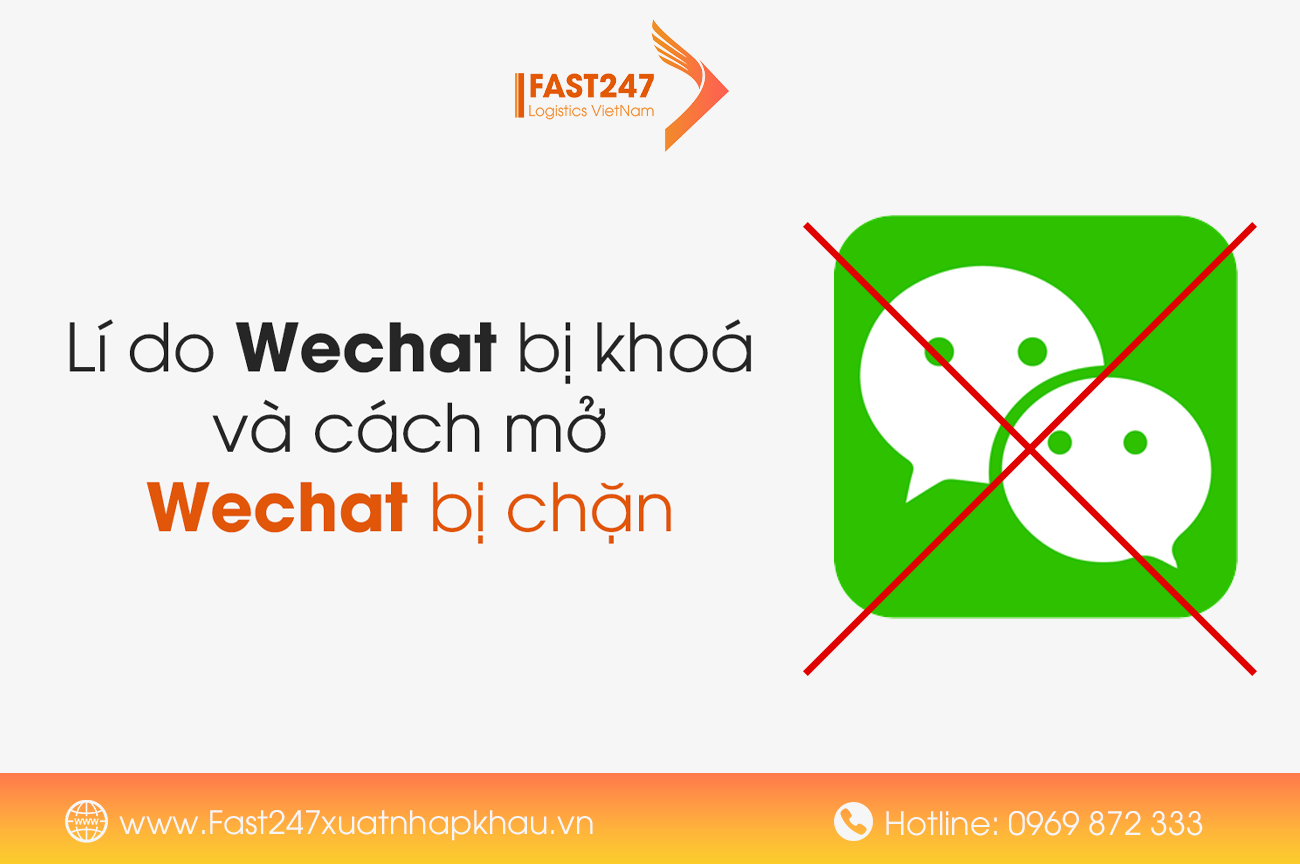 FAST247
Logistics VietNam
Lí do Wechat bị khoá
và cách mở
Wechat bị chặn
www
www.Fast247xuatnhapkhau.vn
Hotline: 0969 872 333